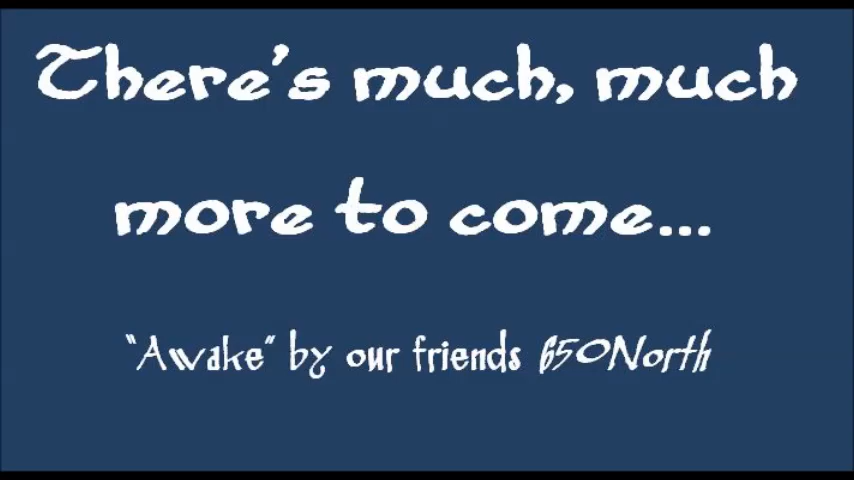 There's much, much
more to come...
"Awake" by our friends 650North